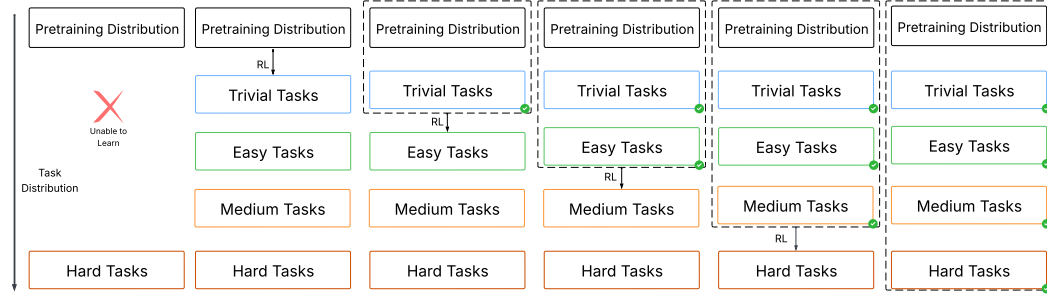 Pretraining Distribution
Pretraining Distribution
Pretraining Distribution
Pretraining Distribution
Pretraining Distribution
Pretraining Distribution
RL
Trivial Tasks
Trivial Tasks
Trivial Tasks
Trivial Tasks
Trivial Tasks
Unable to
Learn
RL
Easy Tasks
Easy Tasks
Easy Tasks
Easy Tasks
Easy Tasks
Task
Distribution
RL
Medium Tasks
Medium Tasks
Medium Tasks
Medium Tasks
Medium Tasks
RL
Hard Tasks
Hard Tasks
Hard Tasks
Hard Tasks
Hard Tasks
Hard Tasks